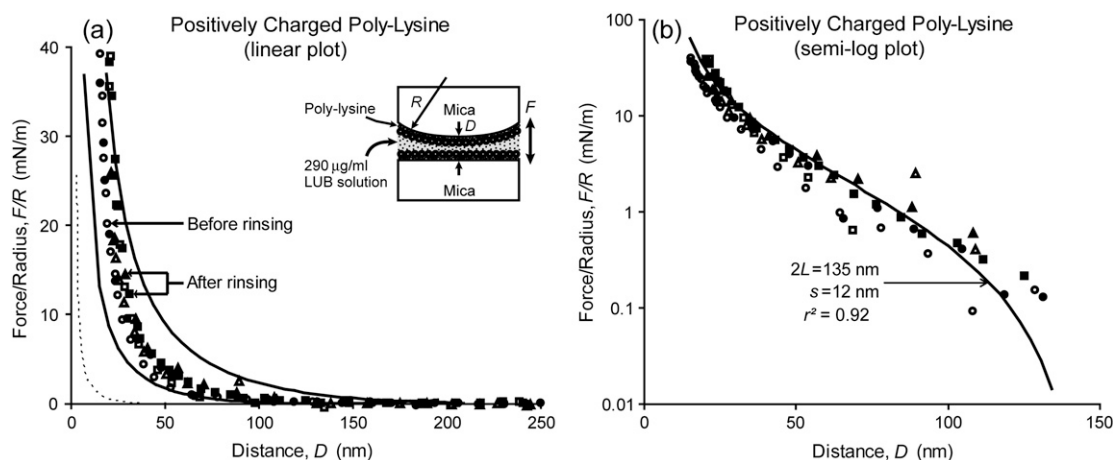 (a)
Positively Charged Poly-Lysine
(linear plot)
Force/Radius, F/R (mN/m)
40
30
20
10
0
0
50
100
150
200
250
Distance, D (nm)
Poly-lysine
290 µg/ml
LUB solution
R
Mica
D
F
Mica
Before rinsing
After rinsing
(b)
Positively Charged Poly-Lysine
(semi-log plot)
Force/Radius, F/R (mN/m)
100
10
1
0.1
0.01
0
50
100
150
Distance, D (nm)
2L=135 nm
s=12 nm
r² = 0.92